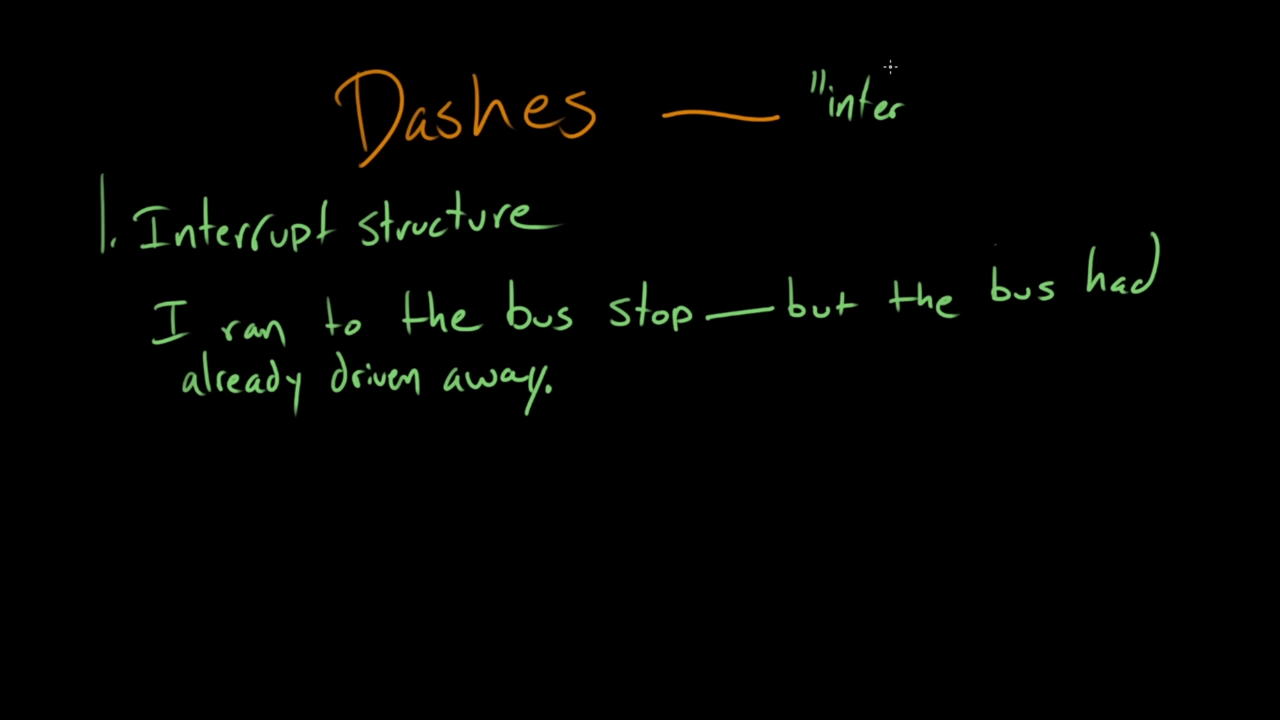 Dashes — "inter
1. Interrupt structure
I ran to the bus stop—but the bus had
already driven away.